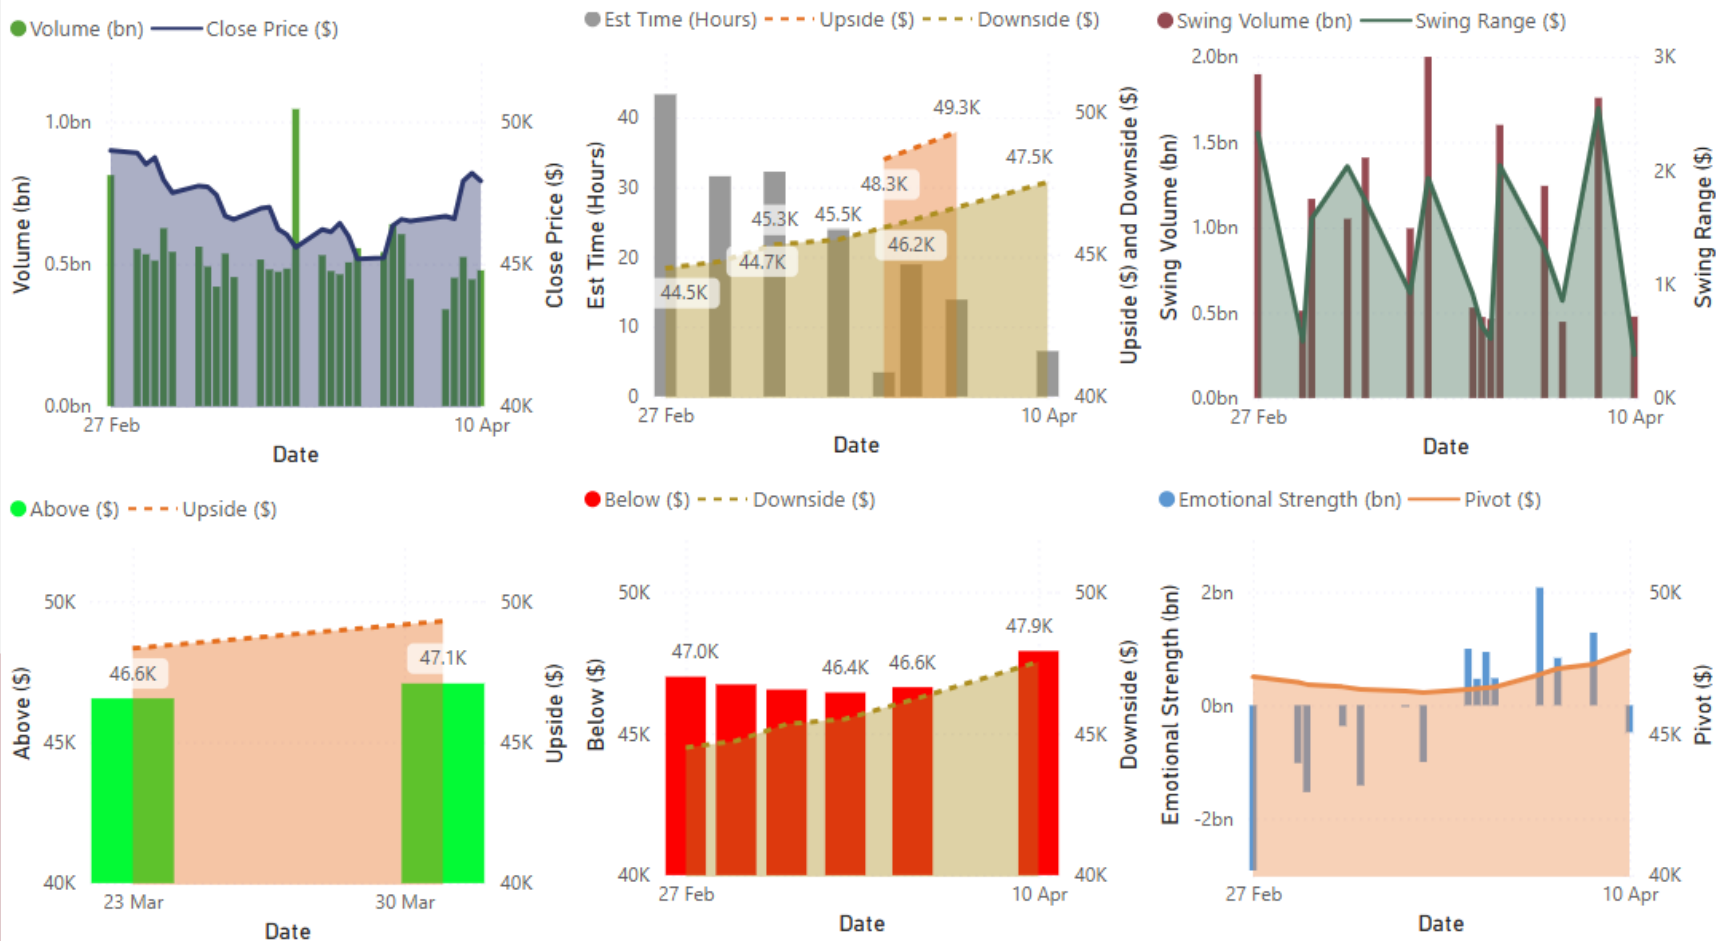 Volume (bn) Close Price ($)
1.0bn
0.5bn
0.0bn
50K
45K
40K
27 Feb
10 Apr
Volume (bn)
Close Price ($)
Date
Est Time (Hours) Upside ($) Downside ($)
40
30
20
10
0
50K
45K
40K
49.3K
47.5K
48.3K
45.3K
45.5K
46.2K
44.7K
44.5K
27 Feb
10 Apr
Est Time (Hours)
Upside ($) and Downside ($)
Date
Swing Volume (bn) Swing Range ($)
2.0bn
1.5bn
1.0bn
0.5bn
0.0bn
3K
2K
1K
0K
27 Feb
10 Apr
Swing Volume (bn)
Swing Range ($)
Date
Above ($) Upside ($)
50K
45K
40K
50K
45K
40K
46.6K
47.1K
23 Mar
30 Mar
Above ($)
Upside ($)
Date
Below ($) Downside ($)
50K
45K
40K
50K
45K
40K
47.0K
46.4K
46.6K
47.9K
27 Feb
10 Apr
Below ($)
Downside ($)
Date
Emotional Strength (bn) Pivot ($)
2bn
0bn
-2bn
50K
45K
40K
27 Feb
10 Apr
Emotional Strength (bn)
Pivot ($)
Date